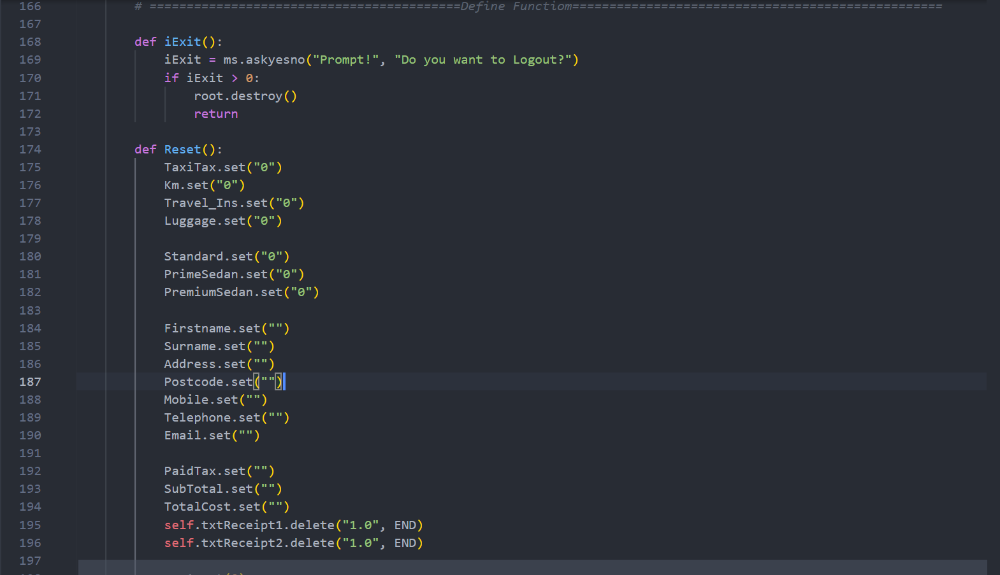 166 # ==========================================Define Functiom==================================================
167
168 def iExit():
169 iExit = ms.askyesno("Prompt!", "Do you want to Logout?")
170 if iExit > 0:
171 root.destroy()
172 return
173
174 def Reset():
175 TaxiTax.set("0")
176 Km.set("0")
177 Travel_Ins.set("0")
178 Luggage.set("0")
179
180 Standard.set("0")
181 PrimeSedan.set("0")
182 PremiumSedan.set("0")
183
184 Firstname.set("")
185 Surname.set("")
186 Address.set("")
187 Postcode.set("")
188 Mobile.set("")
189 Telephone.set("")
190 Email.set("")
191
192 PaidTax.set("")
193 SubTotal.set("")
194 TotalCost.set("")
195 self.txtReceipt1.delete("1.0", END)
196 self.txtReceipt2.delete("1.0", END)
197